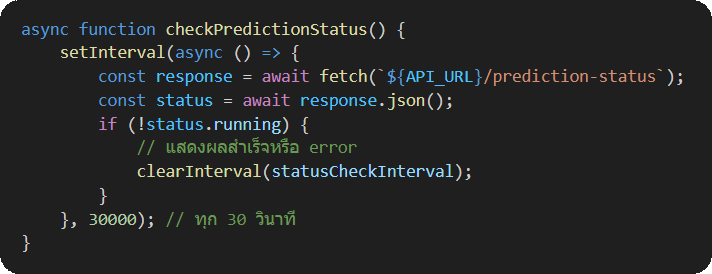 async function checkPredictionStatus() {
    setInterval(async () => {
        const response = await fetch(`${API_URL}/prediction-status`);
        const status = await response.json();
        if (!status.running) {
            // แสดงผลสำเร็จหรือ error
            clearInterval(statusCheckInterval);
        }
    }, 30000); // ทุก 30 วินาที
}